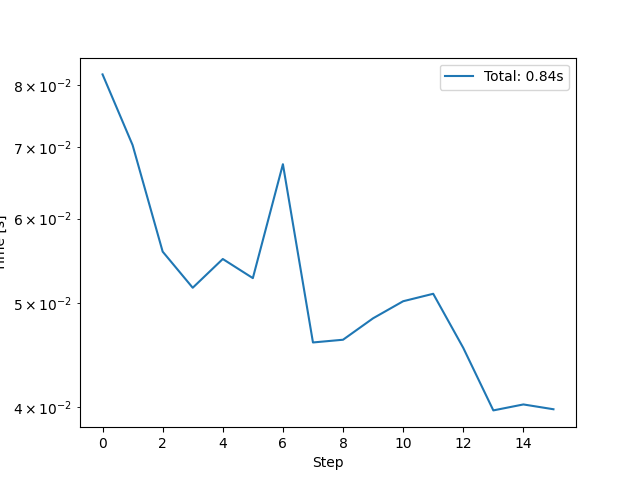 Total: 0.84s
8 × 10⁻²
7 × 10⁻²
6 × 10⁻²
5 × 10⁻²
4 × 10⁻²
[s]
0 2 4 6 8 10 12 14
Step